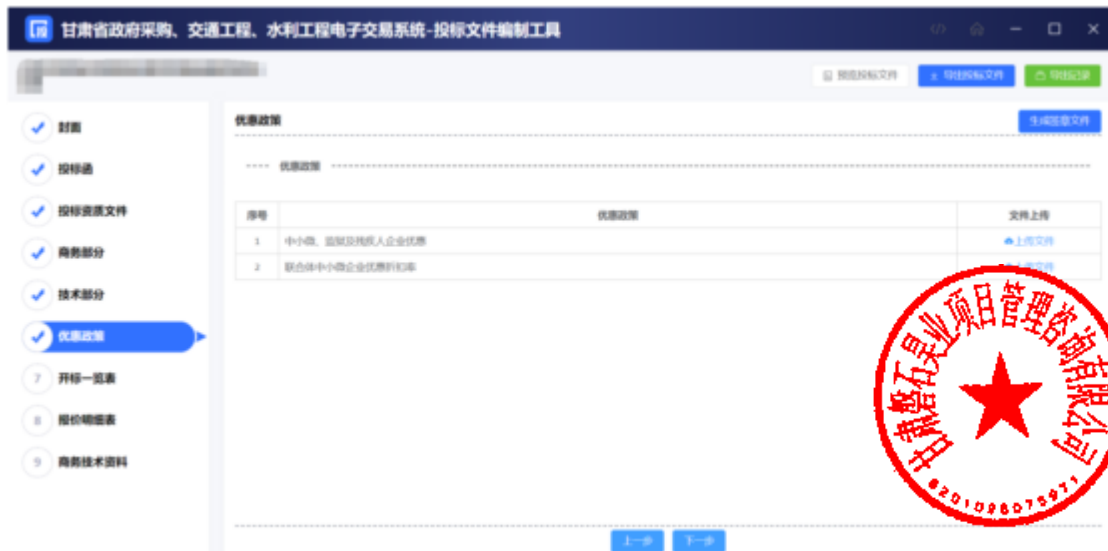 甘肃省政府采购、交通工程、水利工程电子交易系统-投标文件编制工具
预览投标文件
导出投标文件
导出记录
封面
投标函
投标资质文件
商务部分
技术部分
优惠政策
7 开标一览表
8 报价明细表
9 商务技术资料
优惠政策
生成签章文件
优惠政策
序号 优惠政策 文件上传
1 中小微、监狱及残疾人企业优惠 上传文件
2 联合体中小微企业优惠折扣率 上传文件
甘肃磐石昊业项目管理咨询有限公司
6201098075971
上一步 下一步